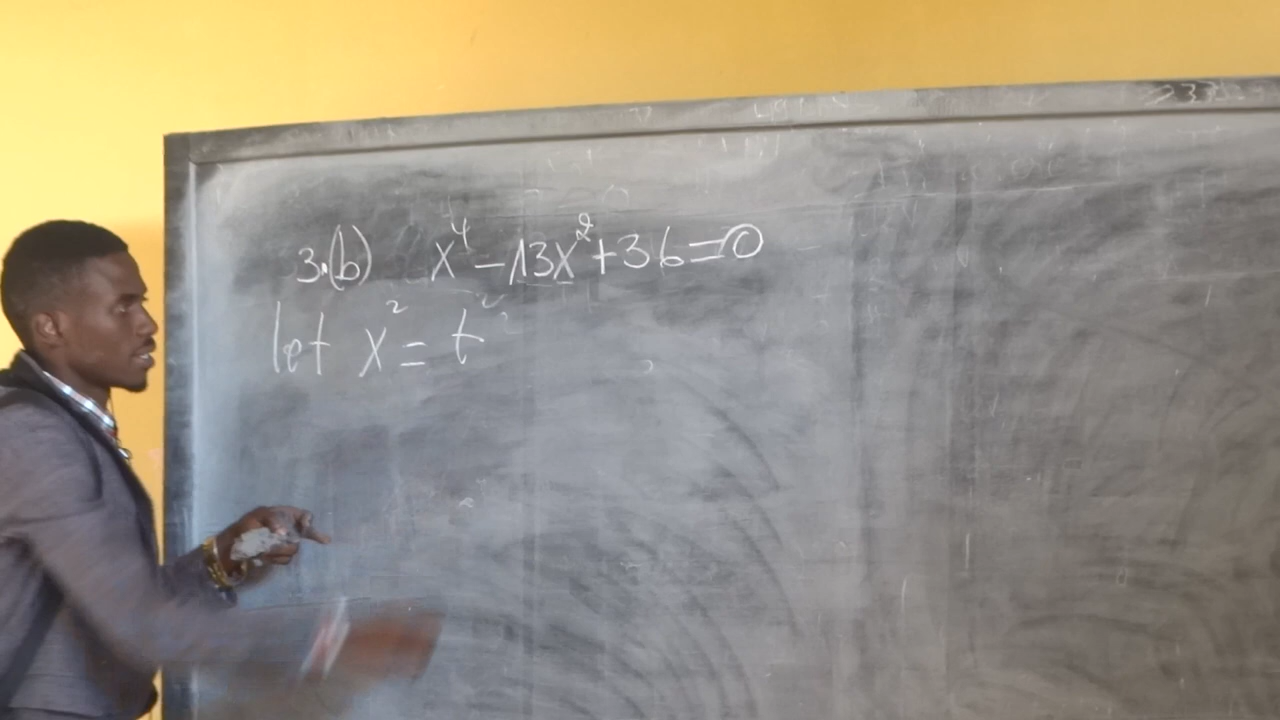 3.(b) x⁴-13x²+36=0
let x²= t